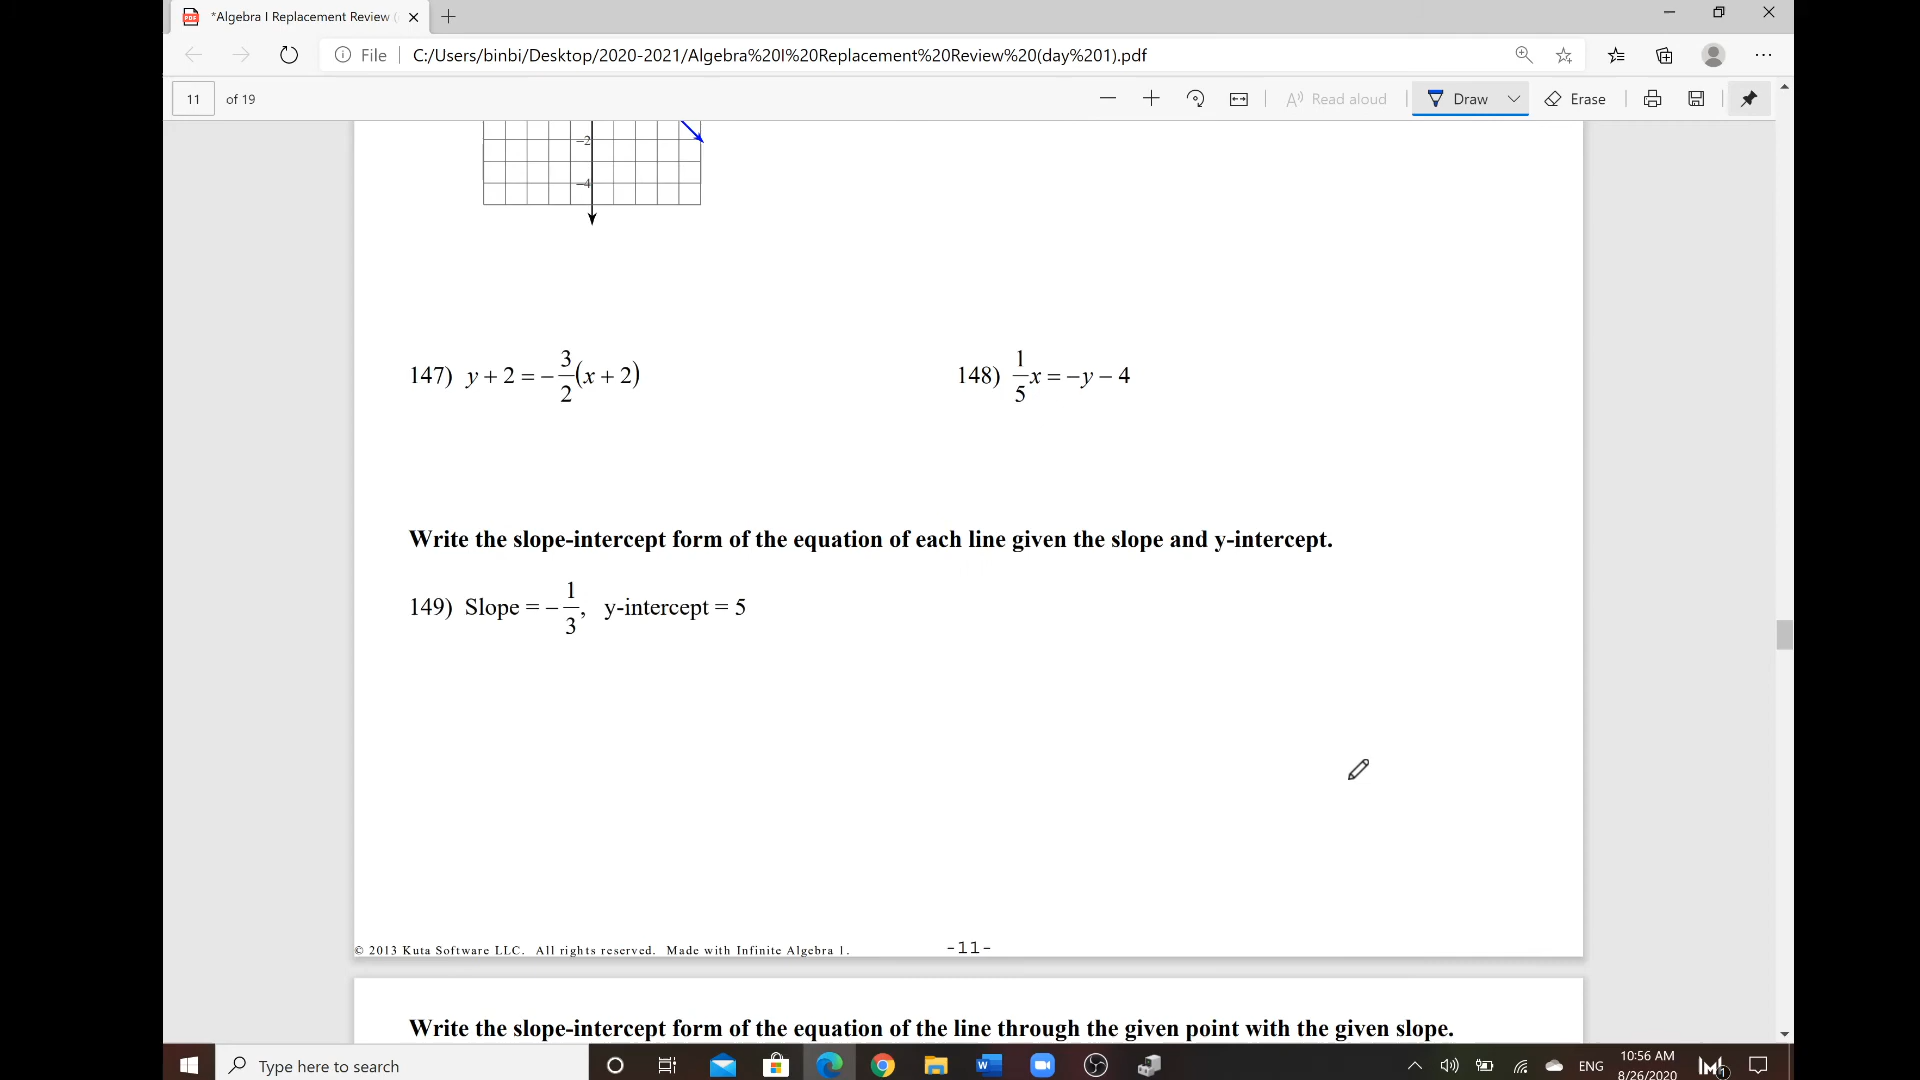 *Algebra I Replacement Review (
File
C:/Users/binbi/Desktop/2020-2021/Algebra%20I%20Replacement%20Review%20(day%201).pdf
11 of 19
Read aloud
Draw
Erase
−2
−4
147) y + 2 = −3/2(x + 2)
148) 1/5x = −y − 4
Write the slope-intercept form of the equation of each line given the slope and y-intercept.
149) Slope = −1/3, y-intercept = 5
© 2013 Kuta Software LLC. All rights reserved. Made with Infinite Algebra 1.
-11-
Write the slope-intercept form of the equation of the line through the given point with the given slope.
Type here to search
ENG
10:56 AM
8/26/2020